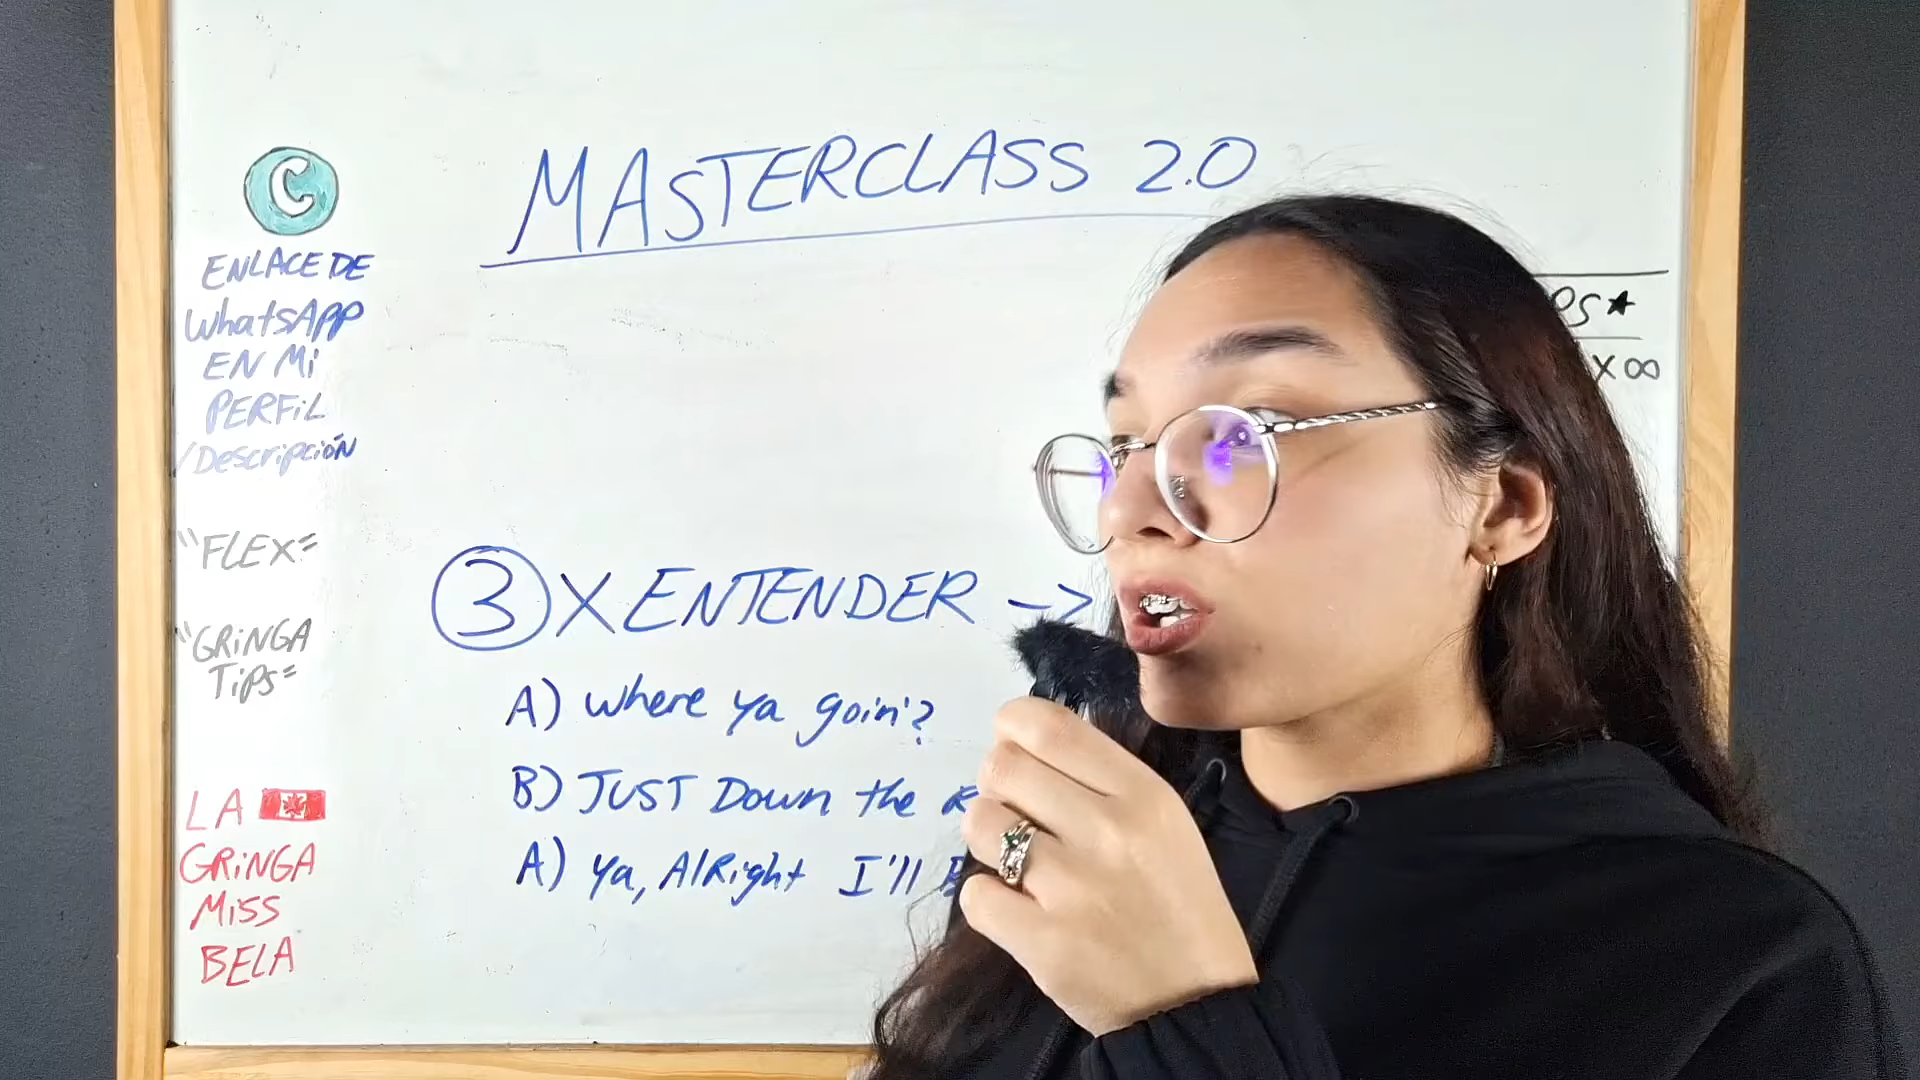 C
ENLACE DE
WhatsApp
EN Mi
PERFiL
/Descripción
"FLEX"
"GRiNGA
TiPS"
LA
GRiNGA
MiSS
BELA
MASTERCLASS 2.0
3 X ENTENDER ->
A) Where ya goin'?
B) JUST Down the
A) Ya, AlRight I'll
PS★
X ∞